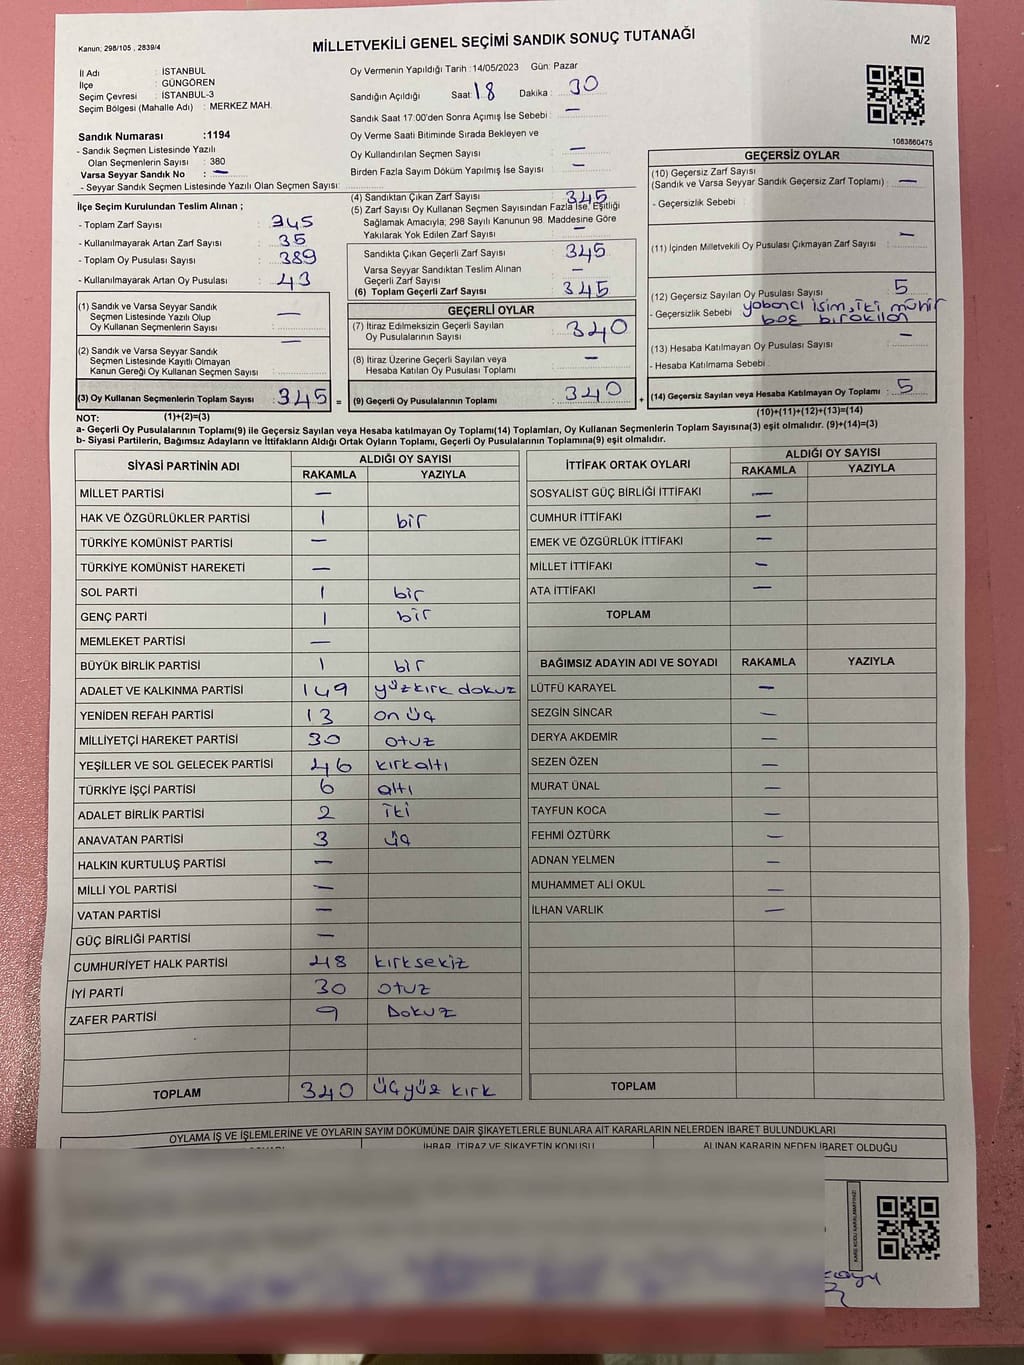 Kanun; 298/105 , 2839/4
MİLLETVEKİLİ GENEL SEÇİMİ SANDIK SONUÇ TUTANAĞI
M/2
İl Adı : İSTANBUL
İlçe : GÜNGÖREN
Seçim Çevresi : İSTANBUL-3
Seçim Bölgesi (Mahalle Adı) : MERKEZ MAH.
Oy Vermenin Yapıldığı Tarih :14/05/2023 Gün: Pazar
Sandığın Açıldığı Saat: 18 Dakika: 30
Sandık Saat 17:00'den Sonra Açımış İse Sebebi : —
Sandık Numarası :1194
- Sandık Seçmen Listesinde Yazılı
Olan Seçmenlerin Sayısı : 380
Varsa Seyyar Sandık No : —
- Seyyar Sandık Seçmen Listesinde Yazılı Olan Seçmen Sayısı:
Oy Verme Saati Bitiminde Sırada Bekleyen ve
Oy Kullandırılan Seçmen Sayısı : —
Birden Fazla Sayım Döküm Yapılmış İse Sayısı : —
1083860475
İlçe Seçim Kurulundan Teslim Alınan ;
- Toplam Zarf Sayısı : 345
- Kullanılmayarak Artan Zarf Sayısı : 35
- Toplam Oy Pusulası Sayısı : 389
- Kullanılmayarak Artan Oy Pusulası : 43
(1) Sandık ve Varsa Seyyar Sandık
Seçmen Listesinde Yazılı Olup
Oy Kullanan Seçmenlerin Sayısı : —
(2) Sandık ve Varsa Seyyar Sandık
Seçmen Listesinde Kayıtlı Olmayan
Kanun Gereği Oy Kullanan Seçmen Sayısı : —
(3) Oy Kullanan Seçmenlerin Toplam Sayısı : 345 =
(4) Sandıktan Çıkan Zarf Sayısı : 345
(5) Zarf Sayısı Oy Kullanan Seçmen Sayısından Fazla İse, Eşitliği
Sağlamak Amacıyla; 298 Sayılı Kanunun 98. Maddesine Göre
Yakılarak Yok Edilen Zarf Sayısı : —
Sandıkta Çıkan Geçerli Zarf Sayısı : 345
Varsa Seyyar Sandıktan Teslim Alınan
Geçerli Zarf Sayısı : —
(6) Toplam Geçerli Zarf Sayısı : 345
GEÇERLİ OYLAR
(7) İtiraz Edilmeksizin Geçerli Sayılan
Oy Pusulalarının Sayısı : 340
(8) İtiraz Üzerine Geçerli Sayılan veya
Hesaba Katılan Oy Pusulası Toplamı : —
(9) Geçerli Oy Pusulalarının Toplamı : 340 +
GEÇERSİZ OYLAR
(10) Geçersiz Zarf Sayısı
(Sandık ve Varsa Seyyar Sandık Geçersiz Zarf Toplamı) : —
- Geçersizlik Sebebi :
(11) İçinden Milletvekili Oy Pusulası Çıkmayan Zarf Sayısı : —
(12) Geçersiz Sayılan Oy Pusulası Sayısı : 5
- Geçersizlik Sebebi : yabancı isim, iki mühür
boş bırakılan
(13) Hesaba Katılmayan Oy Pusulası Sayısı : —
- Hesaba Katılmama Sebebi :
(14) Geçersiz Sayılan veya Hesaba Katılmayan Oy Toplamı : 5
NOT: (1)+(2)=(3)
(10)+(11)+(12)+(13)=(14)
a- Geçerli Oy Pusulalarının Toplamı(9) ile Geçersiz Sayılan veya Hesaba katılmayan Oy Toplamı(14) Toplamları, Oy Kullanan Seçmenlerin Toplam Sayısına(3) eşit olmalıdır. (9)+(14)=(3)
b- Siyasi Partilerin, Bağımsız Adayların ve İttifakların Aldığı Ortak Oyların Toplamı, Geçerli Oy Pusulalarının Toplamına(9) eşit olmalıdır.
SİYASİ PARTİNİN ADI
ALDIĞI OY SAYISI
RAKAMLA YAZIYLA
MİLLET PARTİSİ —
HAK VE ÖZGÜRLÜKLER PARTİSİ 1 bir
TÜRKİYE KOMÜNİST PARTİSİ —
TÜRKİYE KOMÜNİST HAREKETİ —
SOL PARTİ 1 bir
GENÇ PARTİ 1 bir
MEMLEKET PARTİSİ —
BÜYÜK BİRLİK PARTİSİ 1 bir
ADALET VE KALKINMA PARTİSİ 149 yüzkırk dokuz
YENİDEN REFAH PARTİSİ 13 on üç
MİLLİYETÇİ HAREKET PARTİSİ 30 otuz
YEŞİLLER VE SOL GELECEK PARTİSİ 46 kırkaltı
TÜRKİYE İŞÇİ PARTİSİ 6 altı
ADALET BİRLİK PARTİSİ 2 iki
ANAVATAN PARTİSİ 3 üç
HALKIN KURTULUŞ PARTİSİ —
MİLLİ YOL PARTİSİ —
VATAN PARTİSİ —
GÜÇ BİRLİĞİ PARTİSİ —
CUMHURİYET HALK PARTİSİ 48 kırksekiz
İYİ PARTİ 30 otuz
ZAFER PARTİSİ 9 Dokuz
TOPLAM 340 üçyüz kırk
İTTİFAK ORTAK OYLARI
ALDIĞI OY SAYISI
RAKAMLA YAZIYLA
SOSYALİST GÜÇ BİRLİĞİ İTTİFAKI —
CUMHUR İTTİFAKI —
EMEK VE ÖZGÜRLÜK İTTİFAKI —
MİLLET İTTİFAKI —
ATA İTTİFAKI —
TOPLAM
BAĞIMSIZ ADAYIN ADI VE SOYADI RAKAMLA YAZIYLA
LÜTFÜ KARAYEL —
SEZGİN SİNCAR —
DERYA AKDEMİR —
SEZEN ÖZEN —
MURAT ÜNAL —
TAYFUN KOCA —
FEHMİ ÖZTÜRK —
ADNAN YELMEN —
MUHAMMET ALİ OKUL —
İLHAN VARLIK —
TOPLAM
OYLAMA İŞ VE İŞLEMLERİNE VE OYLARIN SAYIM DÖKÜMÜNE DAİR ŞİKAYETLERLE BUNLARA AİT KARARLARIN NELERDEN İBARET BULUNDUKLARI
İHBAR, İTİRAZ VE ŞİKAYETİN KONUSU
ALINAN KARARIN NEDEN İBARET OLDUĞU